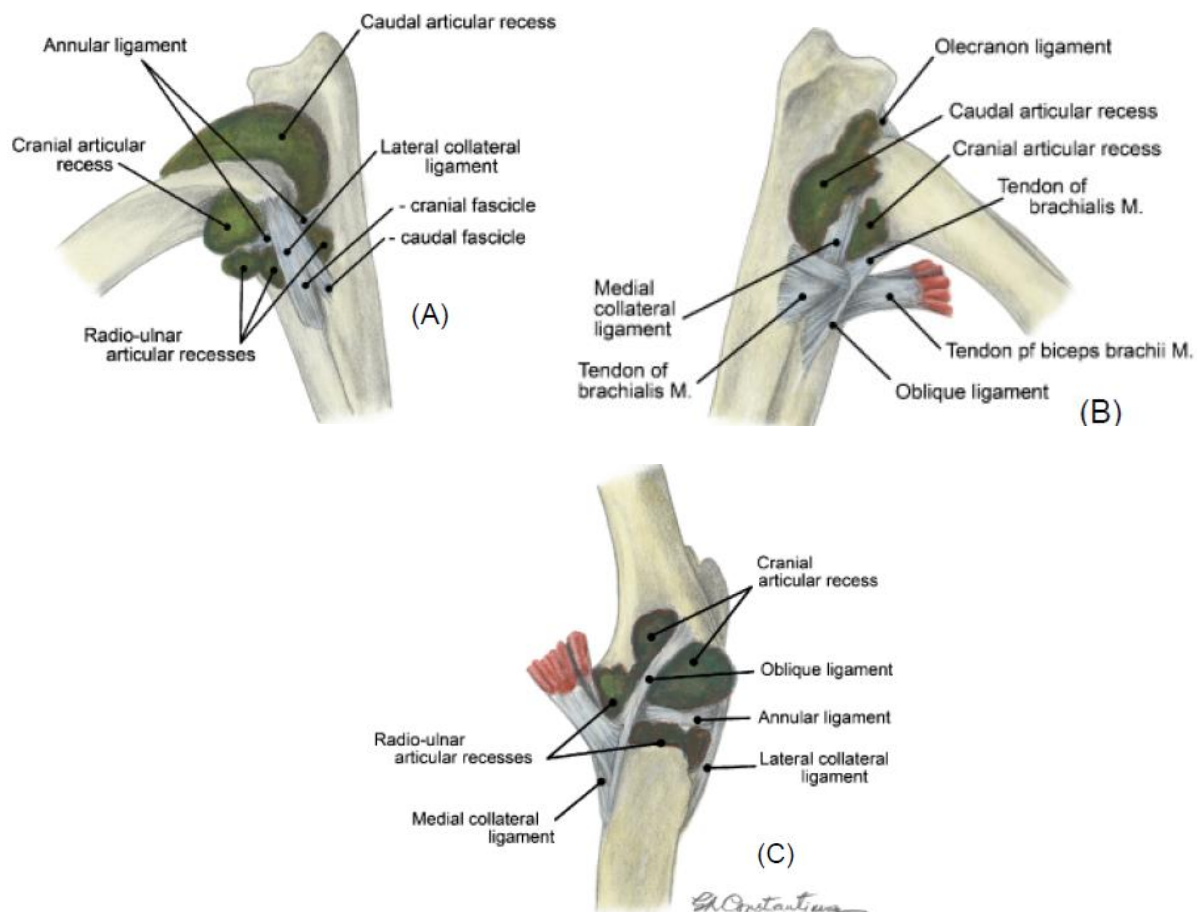 Caudal articular recess
Annular ligament
Cranial articular
recess
Lateral collateral
ligament
- cranial fascicle
- caudal fascicle
Radio-ulnar
articular recesses
(A)
Olecranon ligament
Caudal articular recess
Cranial articular recess
Tendon of
brachialis M.
Medial
collateral
ligament
Tendon of
brachialis M.
Tendon pf biceps brachii M.
Oblique ligament
(B)
Cranial
articular recess
Oblique ligament
Annular ligament
Radio-ulnar
articular recesses
Lateral collateral
ligament
Medial collateral
ligament
(C)